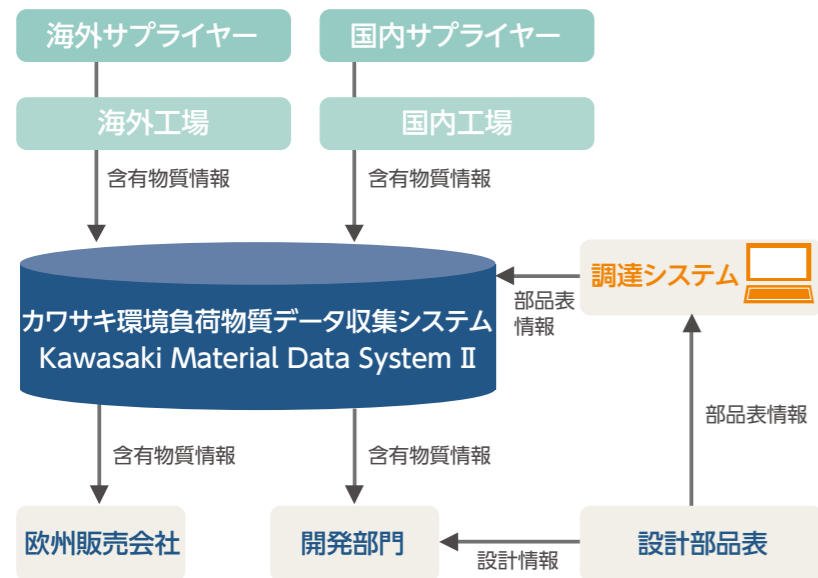 海外サプライヤー
国内サプライヤー
海外工場
国内工場
含有物質情報
含有物質情報
調達システム
部品表
情報
カワサキ環境負荷物質データ収集システム
Kawasaki Material Data System Ⅱ
部品表情報
含有物質情報
含有物質情報
欧州販売会社
開発部門
設計情報
設計部品表